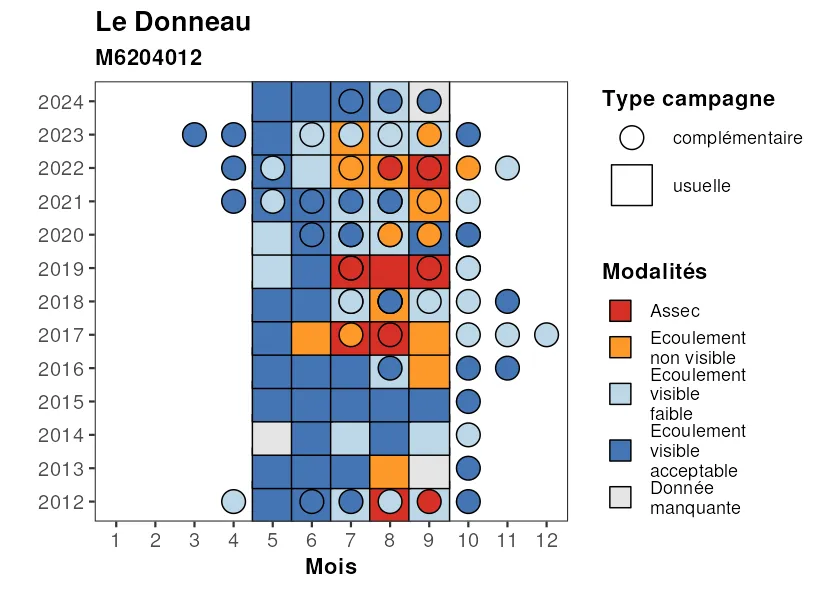 Le Donneau
M6204012
2024
2023
2022
2021
2020
2019
2018
2017
2016
2015
2014
2013
2012
1 2 3 4 5 6 7 8 9 10 11 12
Mois
Type campagne
complémentaire
usuelle
Modalités
Assec
Ecoulement
non visible
Ecoulement
visible
faible
Ecoulement
visible
acceptable
Donnée
manquante